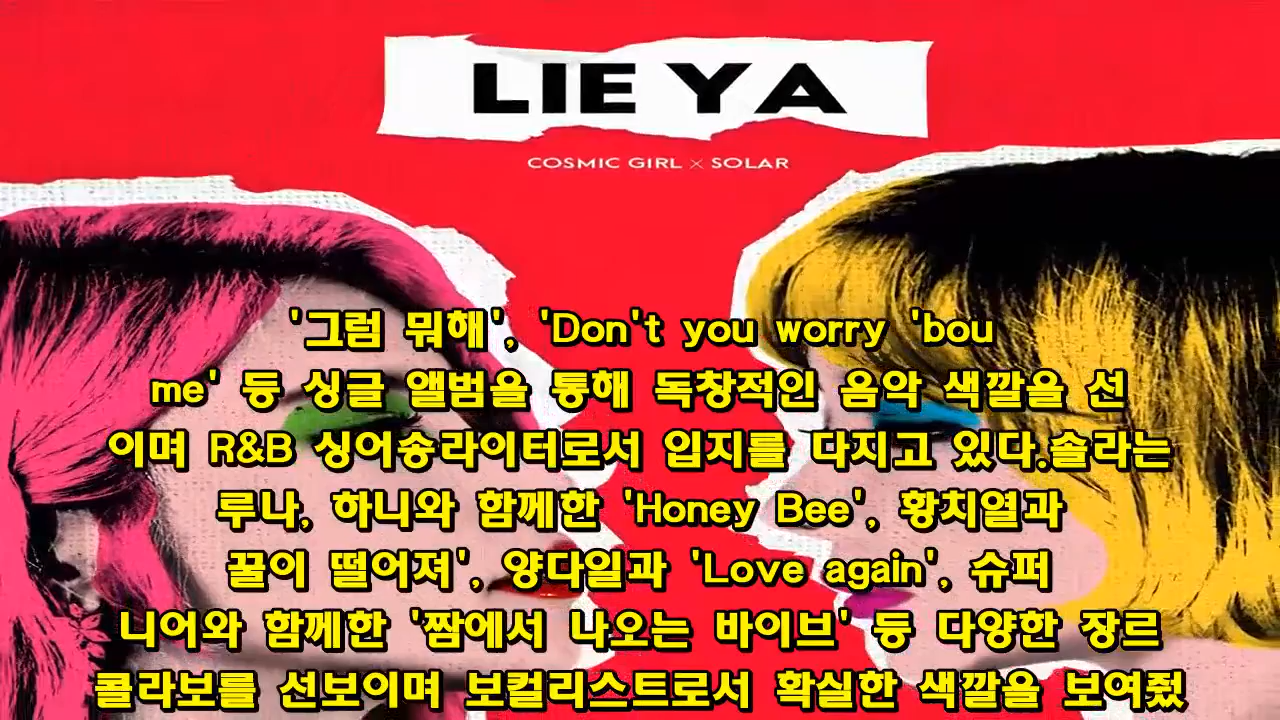 LIE YA
COSMIC GIRL × SOLAR
'그럼 뭐해', 'Don't you worry 'bou
me' 등 싱글 앨범을 통해 독창적인 음악 색깔을 선
이며 R&B 싱어송라이터로서 입지를 다지고 있다.솔라는
루나, 하니와 함께한 'Honey Bee', 황치열과
꿀이 떨어져', 양다일과 'Love again', 슈퍼
니어와 함께한 '짬에서 나오는 바이브' 등 다양한 장르
콜라보를 선보이며 보컬리스트로서 확실한 색깔을 보여줬